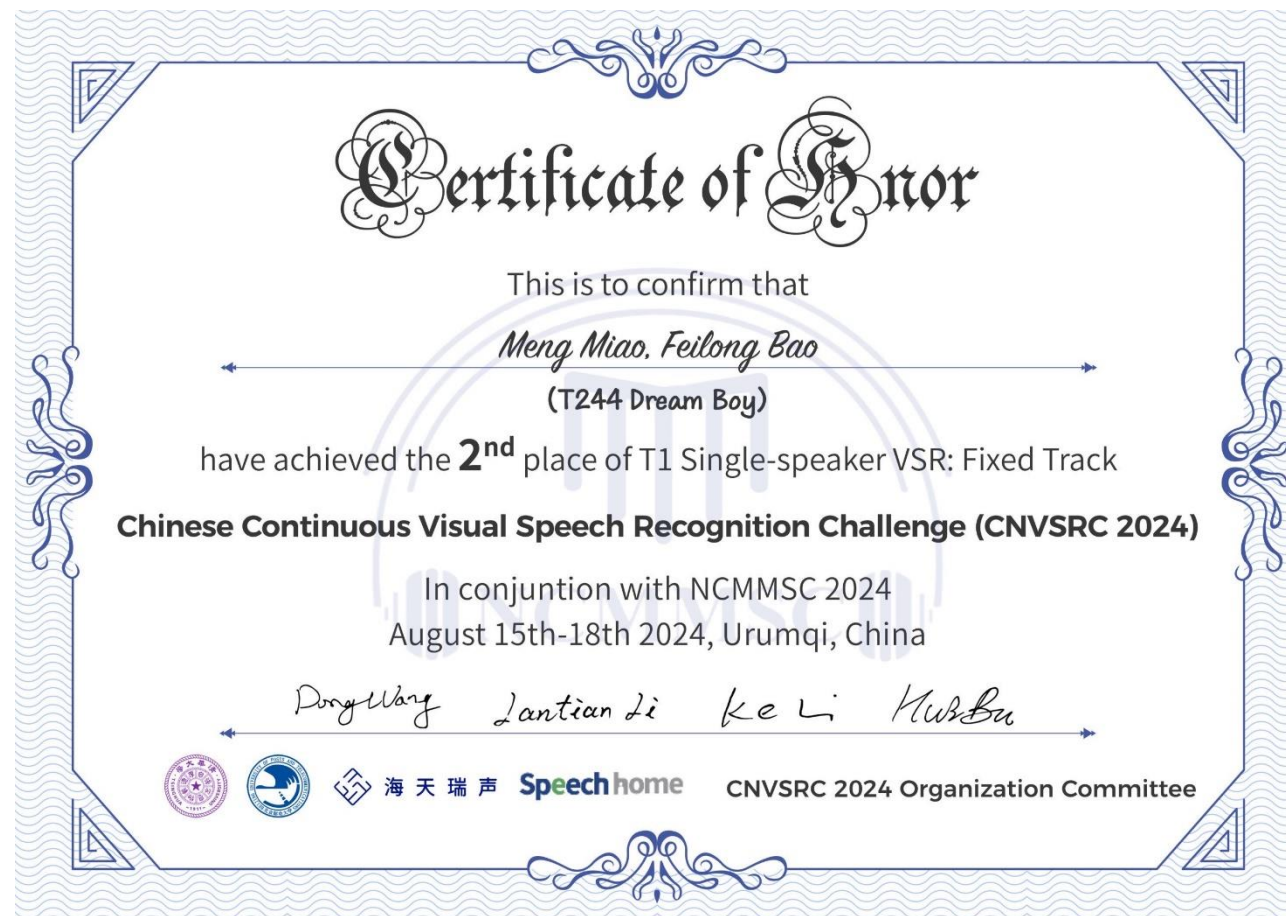 Certificate of Hnor
This is to confirm that
Meng Miao, Feilong Bao
(T244 Dream Boy)
have achieved the 2nd place of T1 Single-speaker VSR: Fixed Track
Chinese Continuous Visual Speech Recognition Challenge (CNVSRC 2024)
In conjuntion with NCMMSC 2024
August 15th-18th 2024, Urumqi, China
NCMMSC
Dong Wang Lantian Li Ke Li Hui Bu
海天瑞声 Speechhome CNVSRC 2024 Organization Committee